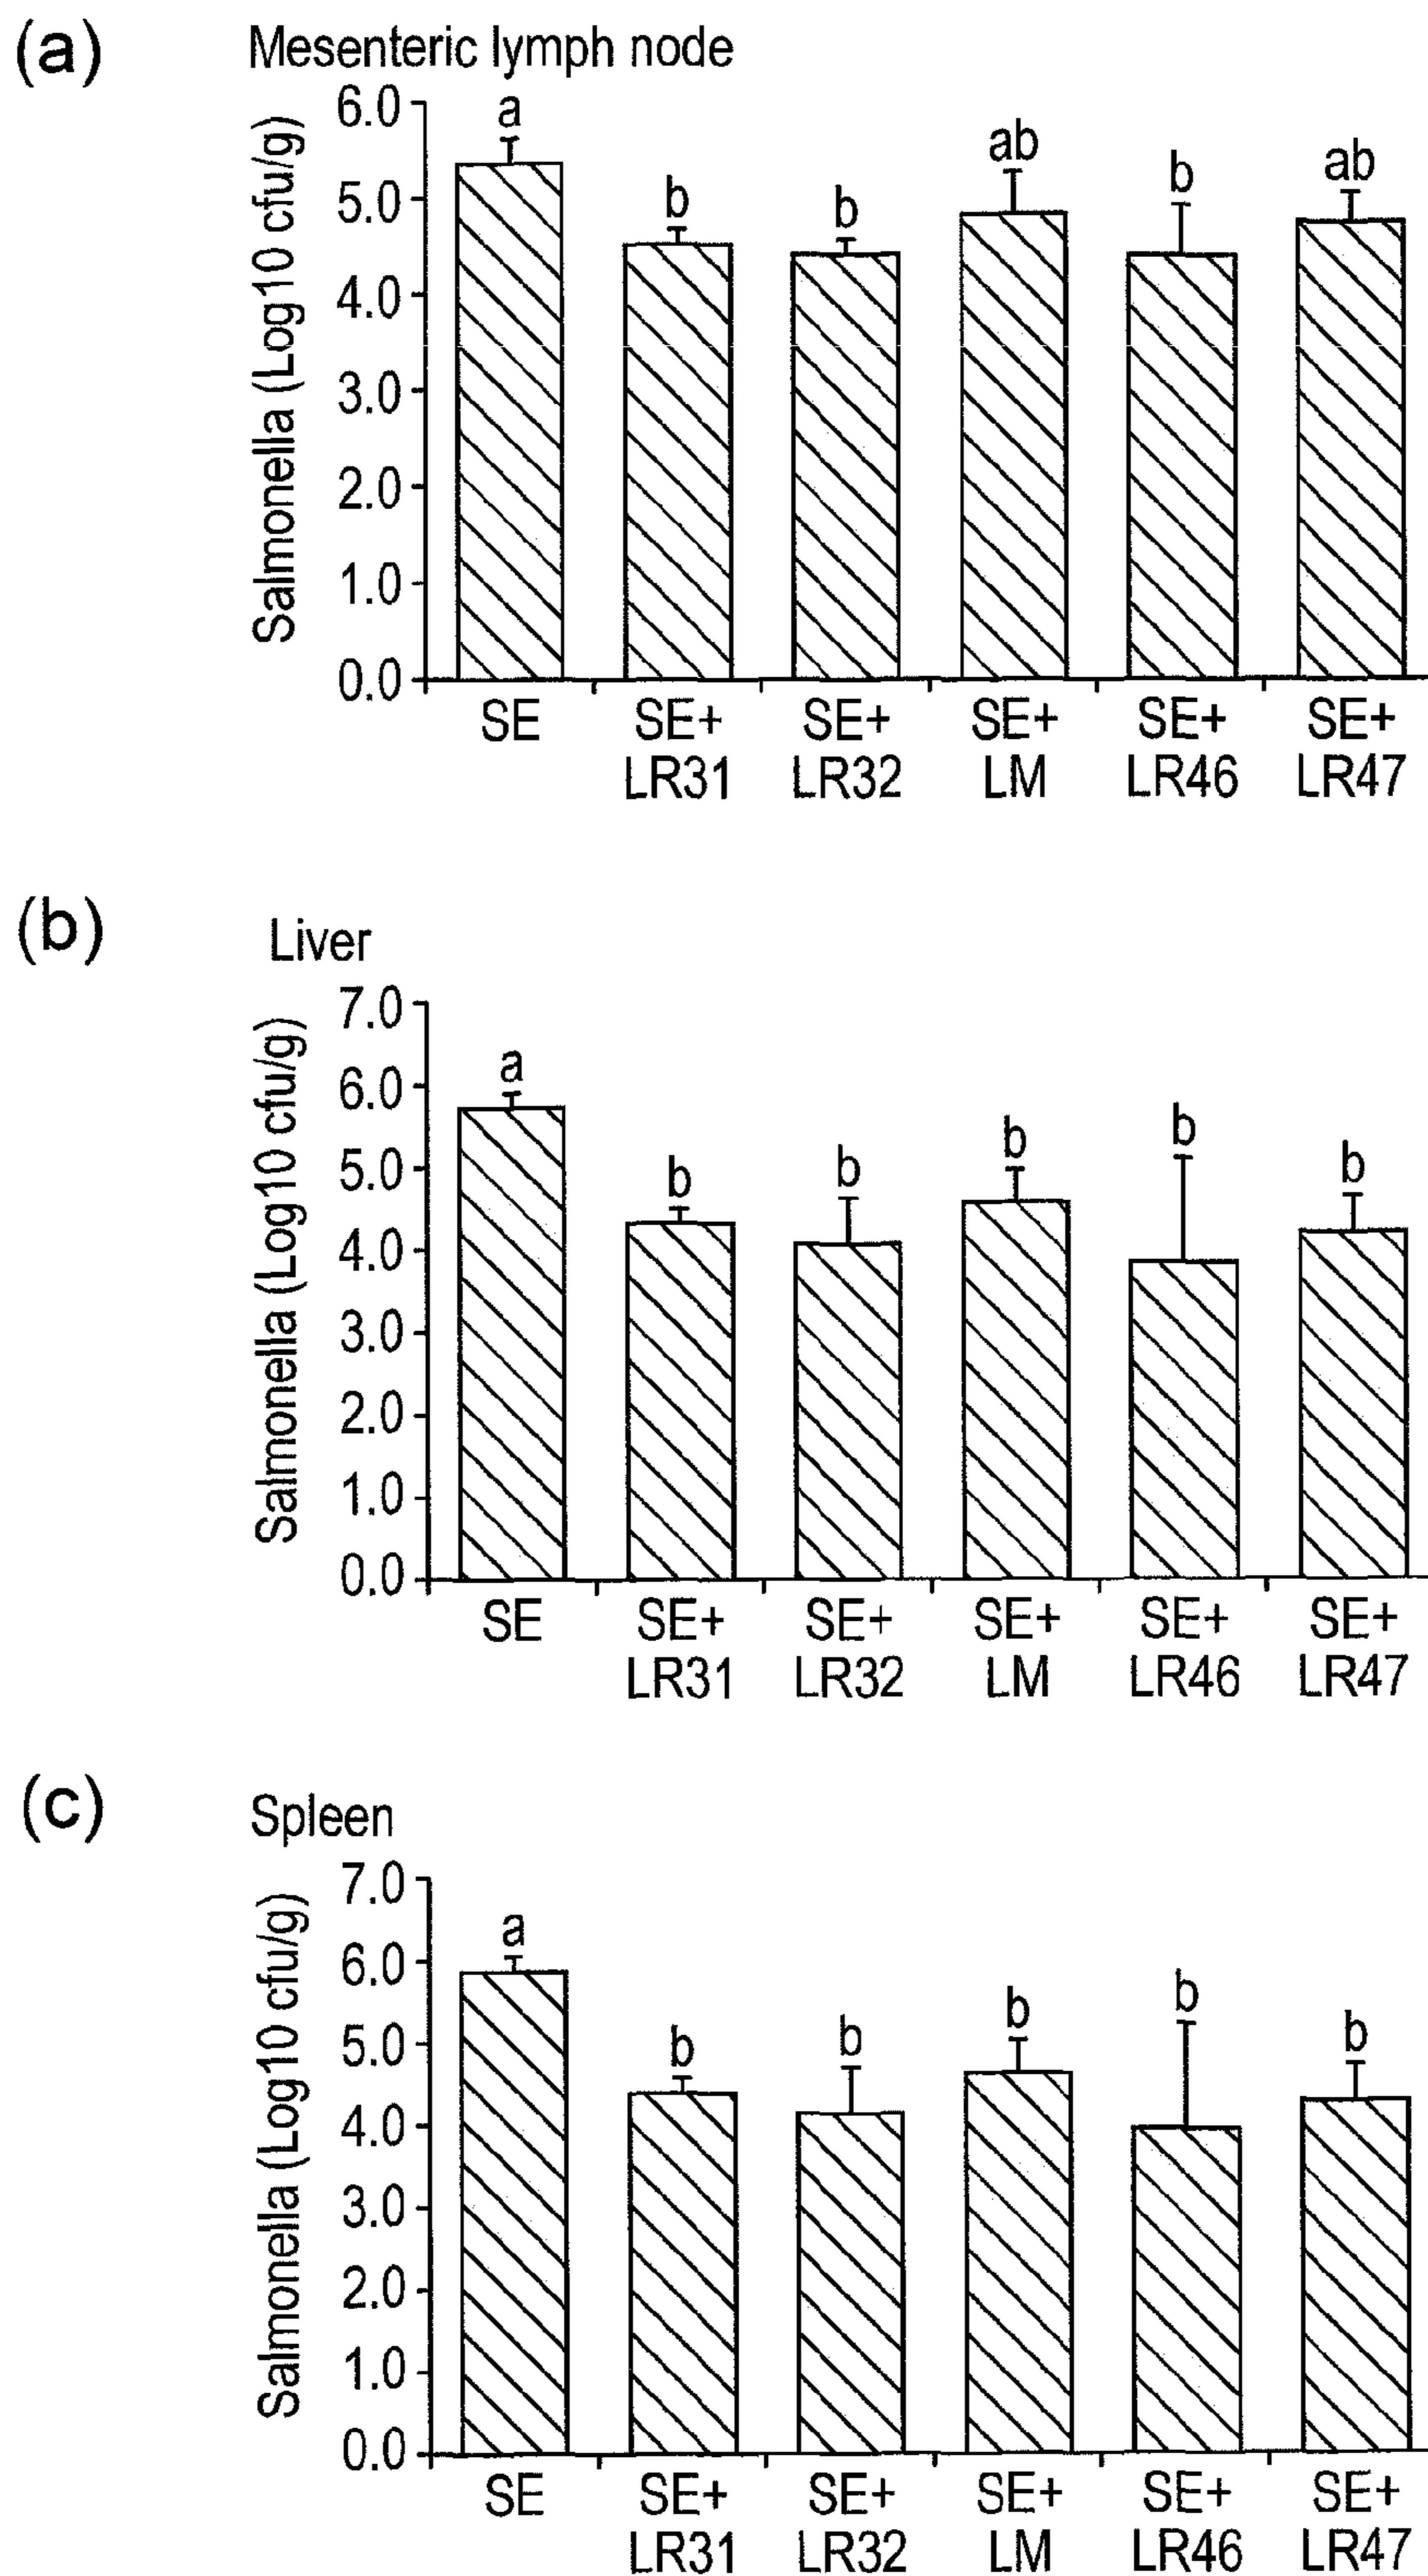 (a)
Mesenteric lymph node
Salmonella (Log10 cfu/g)
6.0
5.0
4.0
3.0
2.0
1.0
0.0
a
b
b
ab
b
ab
SE
SE+
LR31
SE+
LR32
SE+
LM
SE+
LR46
SE+
LR47
(b)
Liver
Salmonella (Log10 cfu/g)
7.0
6.0
5.0
4.0
3.0
2.0
1.0
0.0
a
b
b
b
b
b
SE
SE+
LR31
SE+
LR32
SE+
LM
SE+
LR46
SE+
LR47
(c)
Spleen
Salmonella (Log10 cfu/g)
7.0
6.0
5.0
4.0
3.0
2.0
1.0
0.0
a
b
b
b
b
b
SE
SE+
LR31
SE+
LR32
SE+
LM
SE+
LR46
SE+
LR47